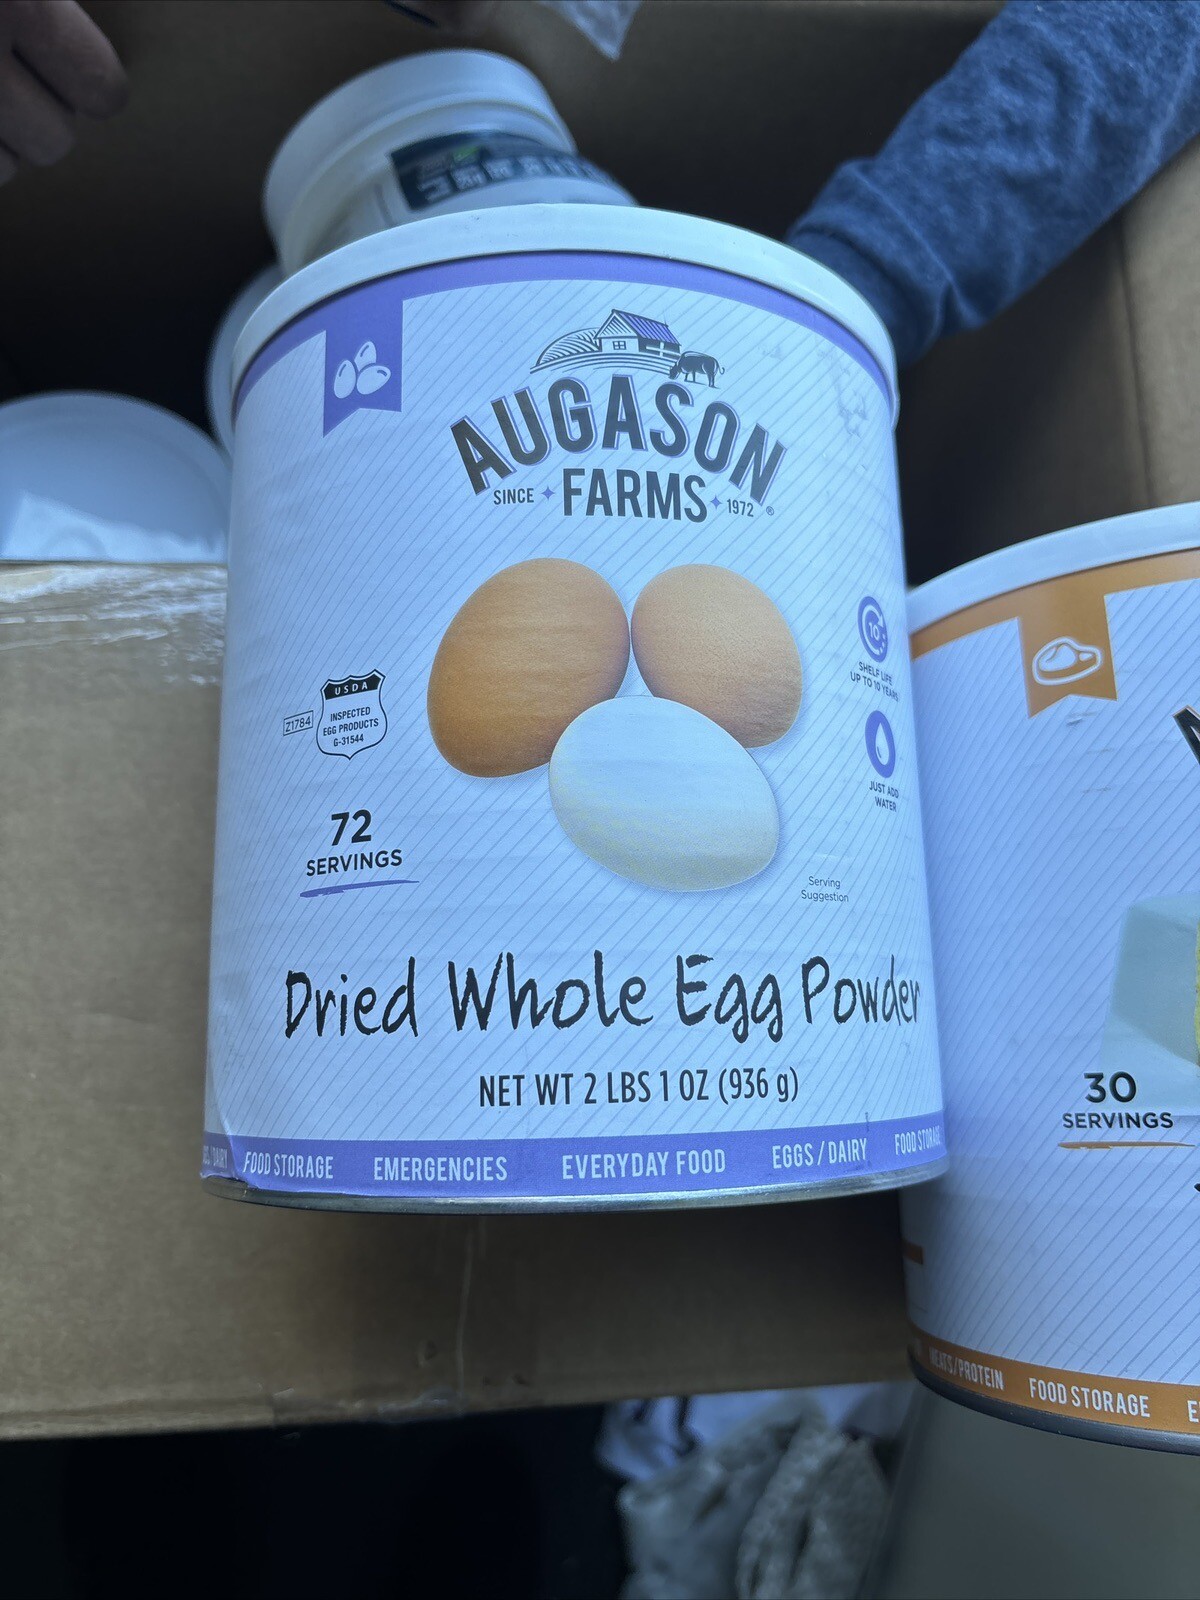 AUGASON
SINCE FARMS 1972 ®
10
SHELF LIFE
UP TO 10 YEARS
USDA
INSPECTED
EGG PRODUCTS
G-31544
Z1784
JUST ADD
WATER
72
SERVINGS
Serving
Suggestion
Dried Whole Egg Powder
NET WT 2 LBS 1 OZ (936 g)
/DAIRY FOOD STORAGE EMERGENCIES EVERYDAY FOOD EGGS / DAIRY FOOD STORAGE
30
SERVINGS
MEATS/PROTEIN FOOD STORAGE E